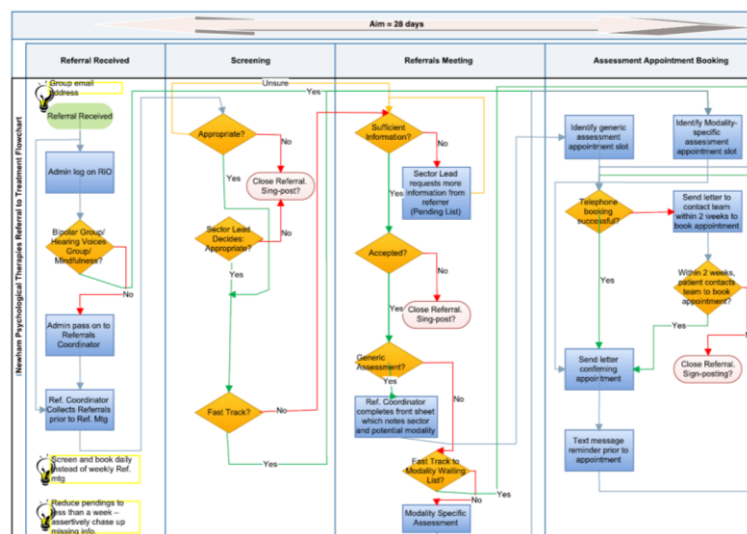 Aim = 28 days
Referral Received
Screening
Referrals Meeting
Assessment Appointment Booking
Newham Psychological Therapies Referral to Treatment Flowchart
Group email
address
Referral Received
Admin log on RiO
Bipolar Group/
Hearing Voices
Group/
Mindfulness?
No
Admin pass on to
Referrals
Coordinator
Ref. Coordinator
Collects Referrals
prior to Ref. Mtg
Screen and book daily
instead of weekly Ref.
mtg
Reduce pendings to
less than a week –
assertively chase up
missing info.
Unsure
Yes
Appropriate?
No
Yes
Close Referral.
Sing-post?
Sector Lead
Decides:
Appropriate?
No
Yes
Fast Track?
No
Yes
Sufficient
Information?
No
Yes
Sector Lead
requests more
information from
referrer
(Pending List)
Accepted?
No
Yes
Close Referral.
Sing-post?
Generic
Assessment?
Yes
No
Ref. Coordinator
completes front sheet
which notes sector
and potential modality
Fast Track to
Modality Waiting
List?
Yes
No
Modality Specific
Assessment
Identify generic
assessment
appointment slot
Identify Modality-
specific
assessment
appointment slot
Telephone
booking
successful?
Yes
Send letter to
contact team
within 2 weeks to
book appointment
Within 2 weeks,
patient contacts
team to book
appointment?
Yes
No
Close Referral.
Sign-posting?
Send letter
confirming
appointment
Text message
reminder prior to
appointment